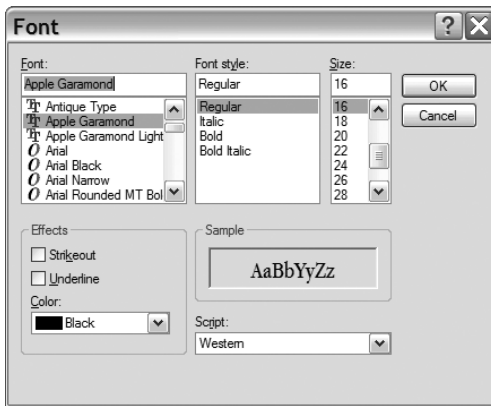 Font
Font: Font style: Size:
Apple Garamond Regular 16 OK
Antique Type Regular 16 Cancel
Apple Garamond Italic 18
Apple Garamond Light Bold 20
Arial Bold Italic 22
Arial Black 24
Arial Narrow 26
Arial Rounded MT Bol 28
Effects Sample
Strikeout
Underline AaBbYyZz
Color:
Black Script:
Western